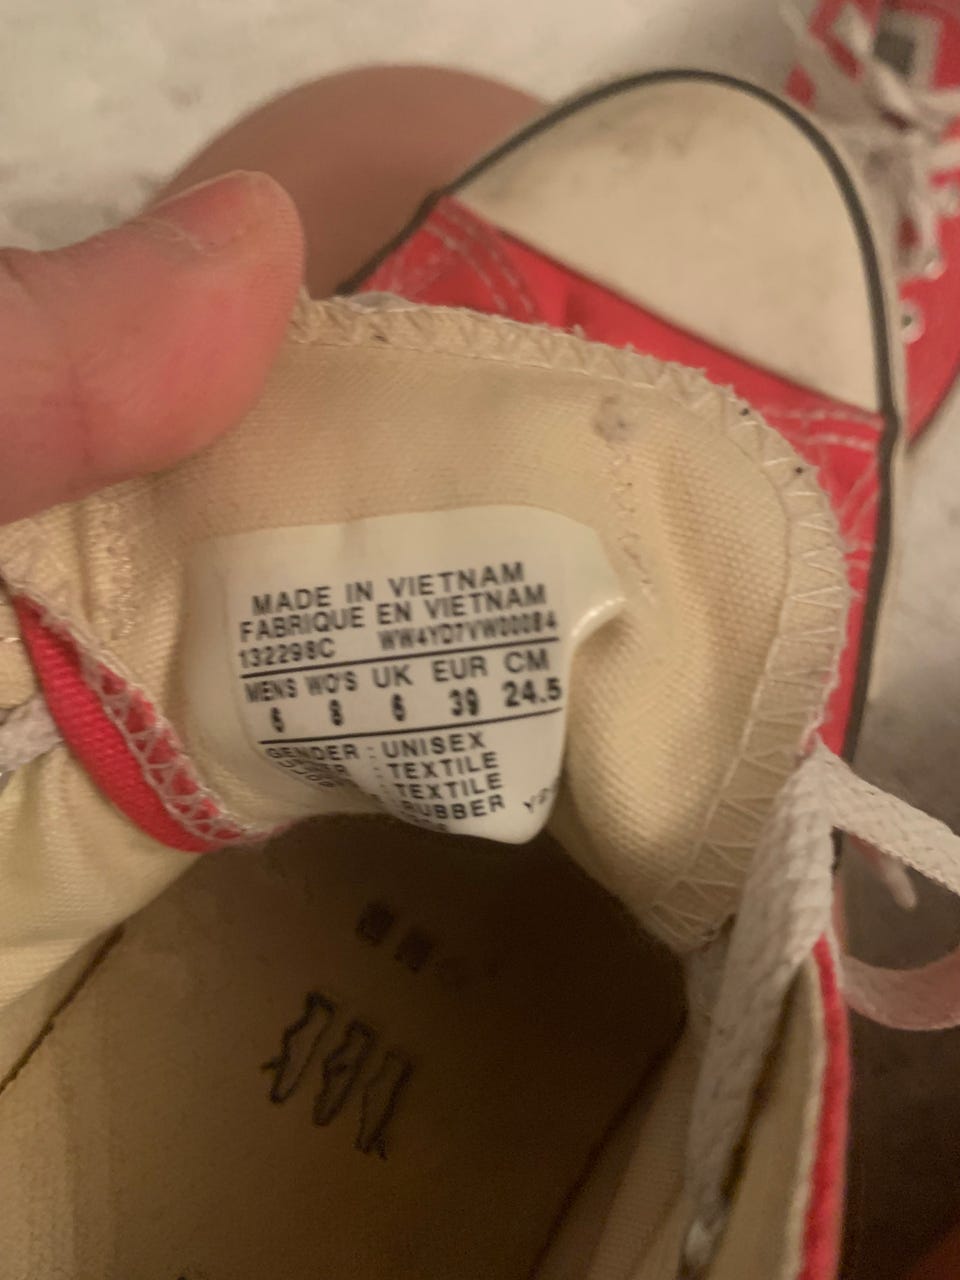 MADE IN VIETNAM
FABRIQUE EN VIETNAM
132298C WW4YD7VW00084
MENS WO'S UK EUR CM
6 8 6 39 24.5
GENDER : UNISEX
: TEXTILE
: TEXTILE
RUBBER